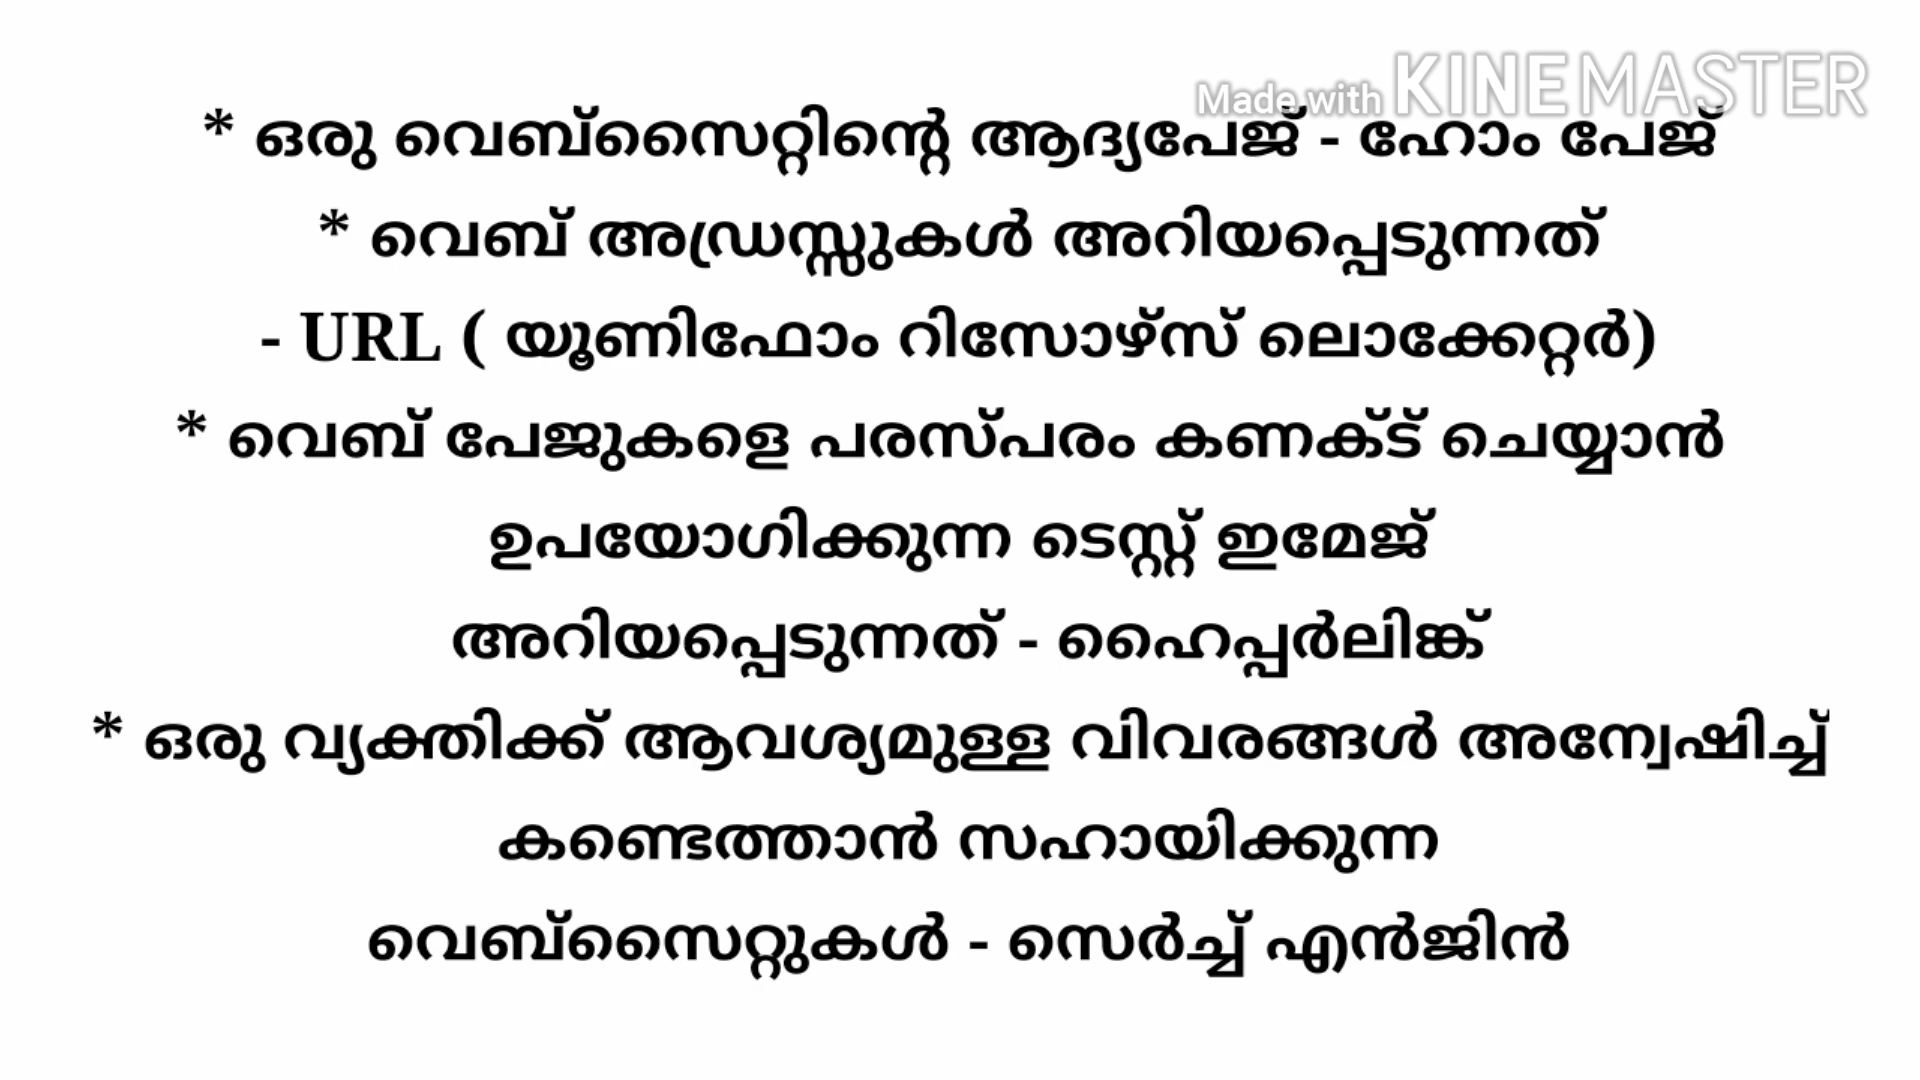 Made with KINEMASTER
* ഒരു വെബ്സൈറ്റിന്റെ ആദ്യപേജ് - ഹോം പേജ്
* വെബ് അഡ്രസ്സുകൾ അറിയപ്പെടുന്നത്
- URL ( യൂണിഫോം റിസോഴ്സ് ലൊക്കേറ്റർ)
* വെബ് പേജുകളെ പരസ്പരം കണക്ട് ചെയ്യാൻ
ഉപയോഗിക്കുന്ന ടെസ്റ്റ് ഇമേജ്
അറിയപ്പെടുന്നത് - ഹൈപ്പർലിങ്ക്
* ഒരു വ്യക്തിക്ക് ആവശ്യമുള്ള വിവരങ്ങൾ അന്വേഷിച്ച്
കണ്ടെത്താൻ സഹായിക്കുന്ന
വെബ്സൈറ്റുകൾ - സെർച്ച് എൻജിൻ